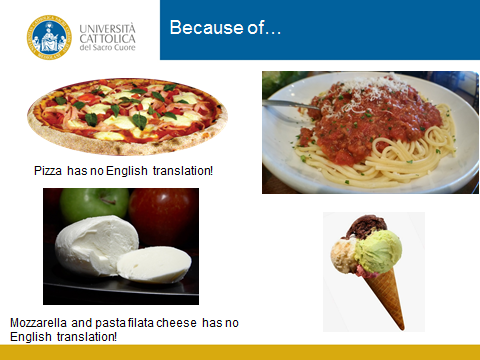 UNIVERSITÀ
CATTOLICA
del Sacro Cuore
Because of…
Pizza has no English translation!
Mozzarella and pasta filata cheese has no
English translation!